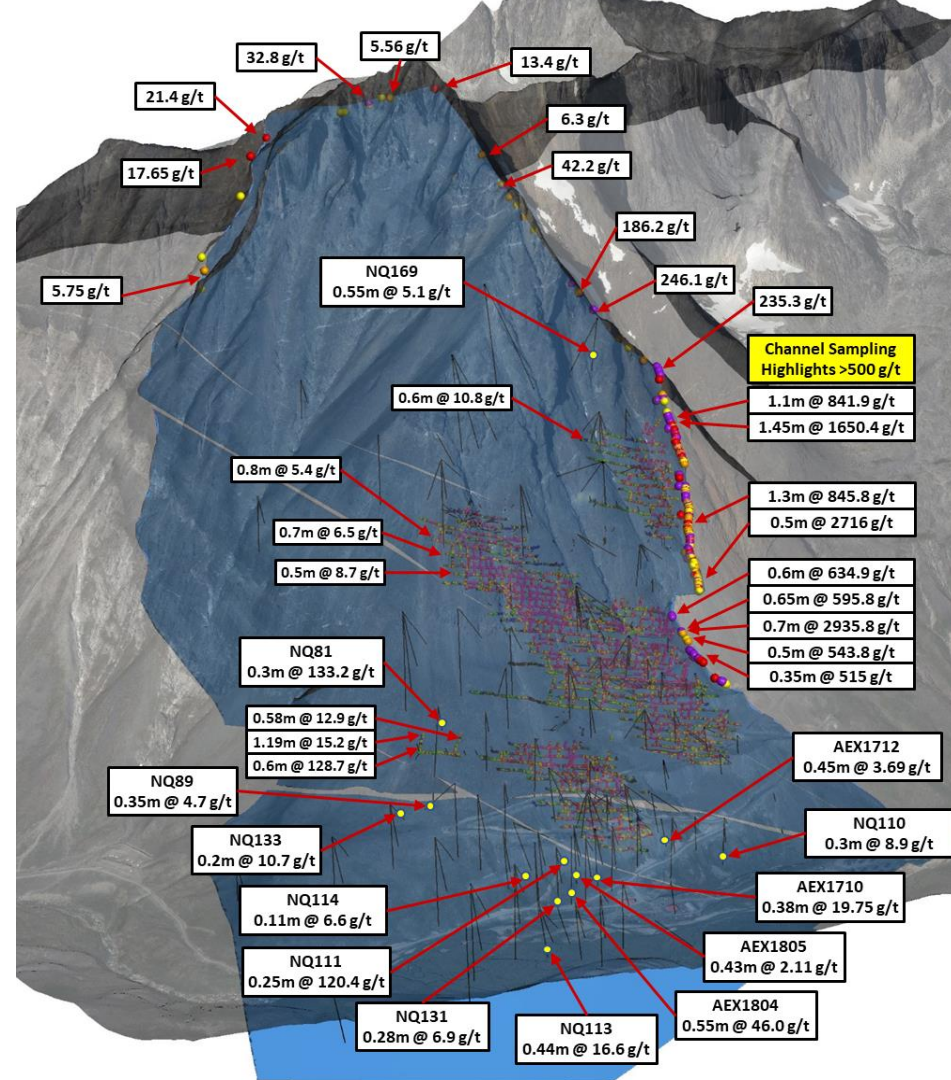 5.56 g/t
32.8 g/t
13.4 g/t
21.4 g/t
6.3 g/t
17.65 g/t
42.2 g/t
186.2 g/t
NQ169
0.55m @ 5.1 g/t
246.1 g/t
5.75 g/t
235.3 g/t
Channel Sampling
Highlights >500 g/t
1.1m @ 841.9 g/t
1.45m @ 1650.4 g/t
0.6m @ 10.8 g/t
0.8m @ 5.4 g/t
1.3m @ 845.8 g/t
0.5m @ 2716 g/t
0.7m @ 6.5 g/t
0.5m @ 8.7 g/t
0.6m @ 634.9 g/t
0.65m @ 595.8 g/t
0.7m @ 2935.8 g/t
0.5m @ 543.8 g/t
0.35m @ 515 g/t
NQ81
0.3m @ 133.2 g/t
0.58m @ 12.9 g/t
1.19m @ 15.2 g/t
0.6m @ 128.7 g/t
AEX1712
0.45m @ 3.69 g/t
NQ89
0.35m @ 4.7 g/t
NQ110
0.3m @ 8.9 g/t
NQ133
0.2m @ 10.7 g/t
AEX1710
0.38m @ 19.75 g/t
NQ114
0.11m @ 6.6 g/t
AEX1805
0.43m @ 2.11 g/t
NQ111
0.25m @ 120.4 g/t
AEX1804
0.55m @ 46.0 g/t
NQ131
0.28m @ 6.9 g/t
NQ113
0.44m @ 16.6 g/t